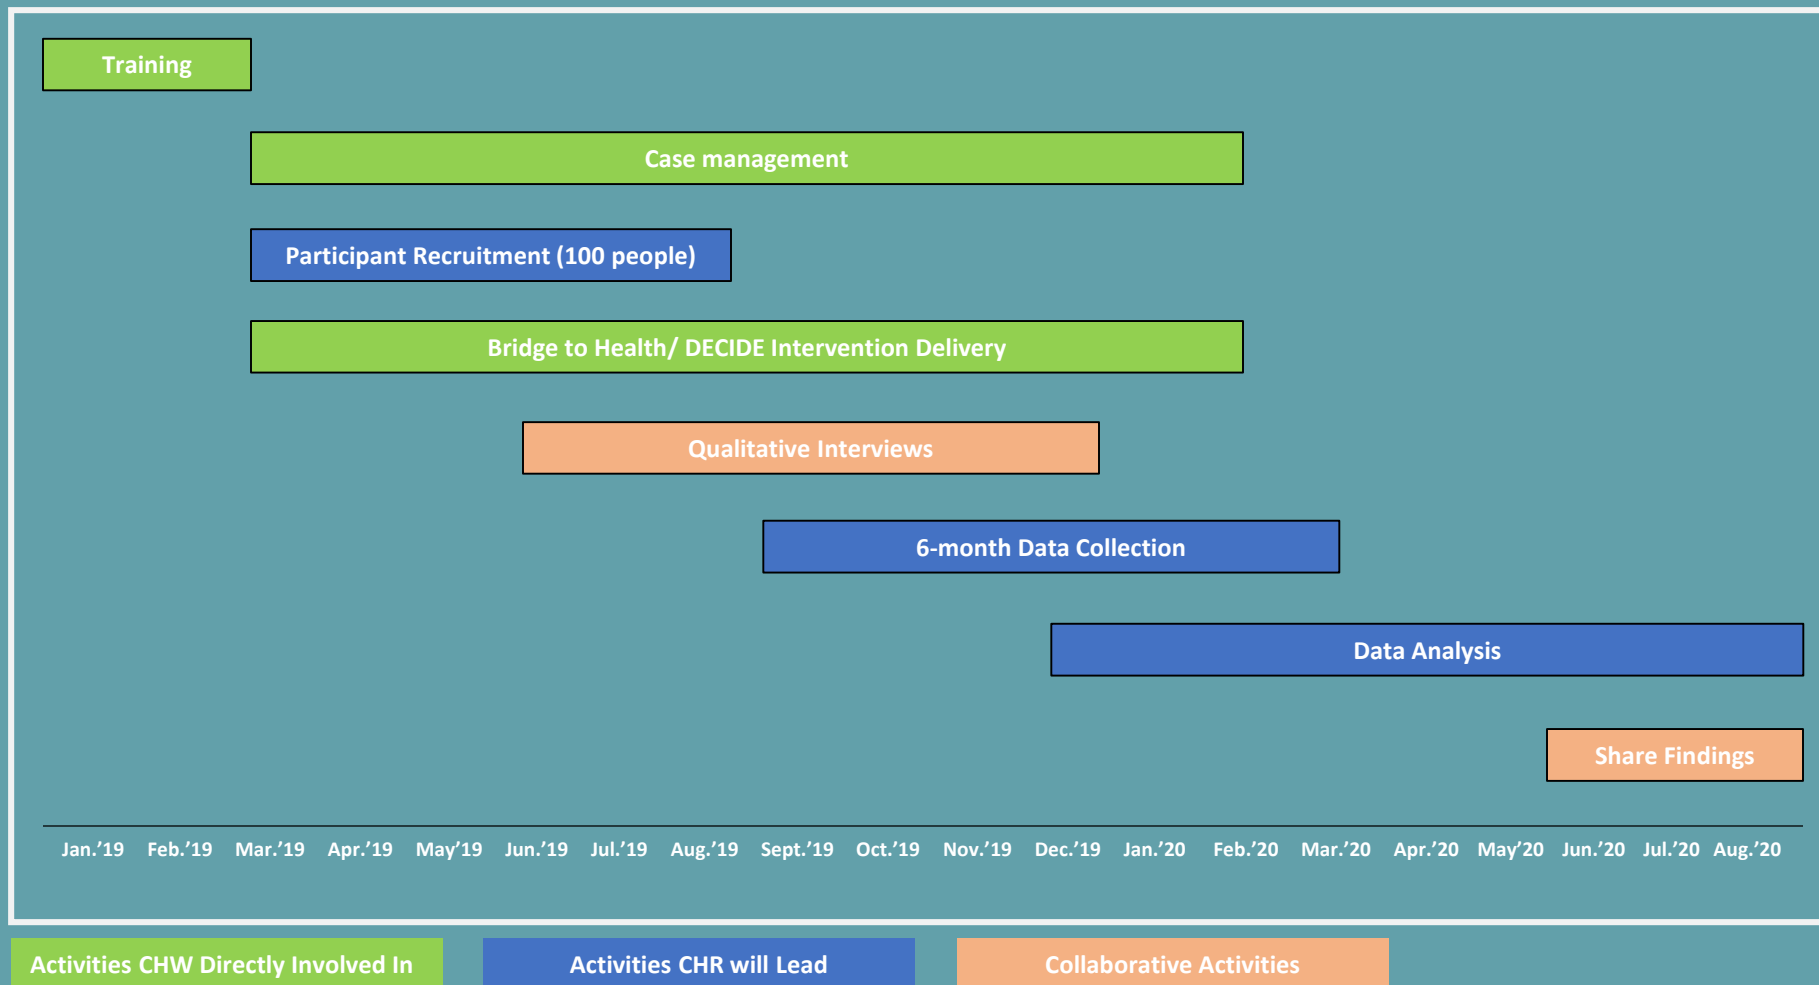 Training
Case management
Participant Recruitment (100 people)
Bridge to Health/ DECIDE Intervention Delivery
Qualitative Interviews
6-month Data Collection
Data Analysis
Share Findings
Jan.’19 Feb.’19 Mar.’19 Apr.’19 May’19 Jun.’19 Jul.’19 Aug.’19 Sept.’19 Oct.’19 Nov.’19 Dec.’19 Jan.’20 Feb.’20 Mar.’20 Apr.’20 May’20 Jun.’20 Jul.’20 Aug.’20
Activities CHW Directly Involved In
Activities CHR will Lead
Collaborative Activities